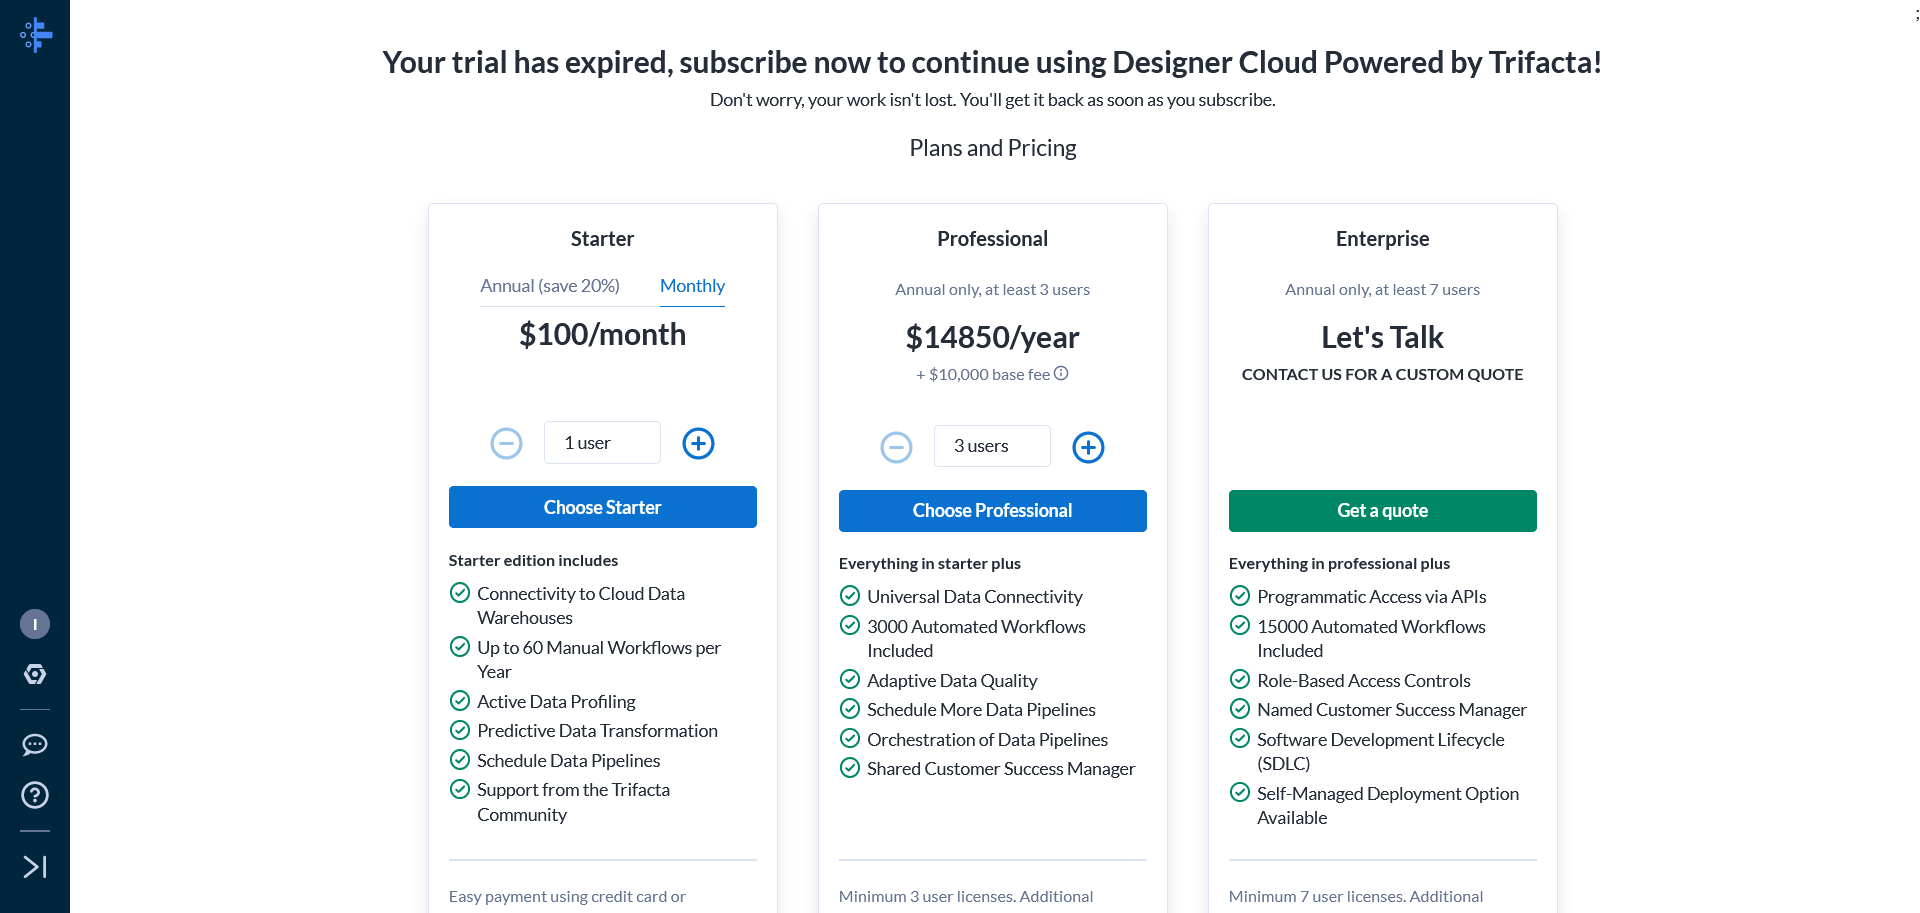 ;
Your trial has expired, subscribe now to continue using Designer Cloud Powered by Trifacta!
Don't worry, your work isn't lost. You'll get it back as soon as you subscribe.
Plans and Pricing
Starter
Annual (save 20%) Monthly
$100/month
1 user
Choose Starter
Starter edition includes
Connectivity to Cloud Data
Warehouses
Up to 60 Manual Workflows per
Year
Active Data Profiling
Predictive Data Transformation
Schedule Data Pipelines
Support from the Trifacta
Community
Easy payment using credit card or
Professional
Annual only, at least 3 users
$14850/year
+ $10,000 base fee
3 users
Choose Professional
Everything in starter plus
Universal Data Connectivity
3000 Automated Workflows
Included
Adaptive Data Quality
Schedule More Data Pipelines
Orchestration of Data Pipelines
Shared Customer Success Manager
Minimum 3 user licenses. Additional
Enterprise
Annual only, at least 7 users
Let's Talk
CONTACT US FOR A CUSTOM QUOTE
Get a quote
Everything in professional plus
Programmatic Access via APIs
15000 Automated Workflows
Included
Role-Based Access Controls
Named Customer Success Manager
Software Development Lifecycle
(SDLC)
Self-Managed Deployment Option
Available
Minimum 7 user licenses. Additional
I